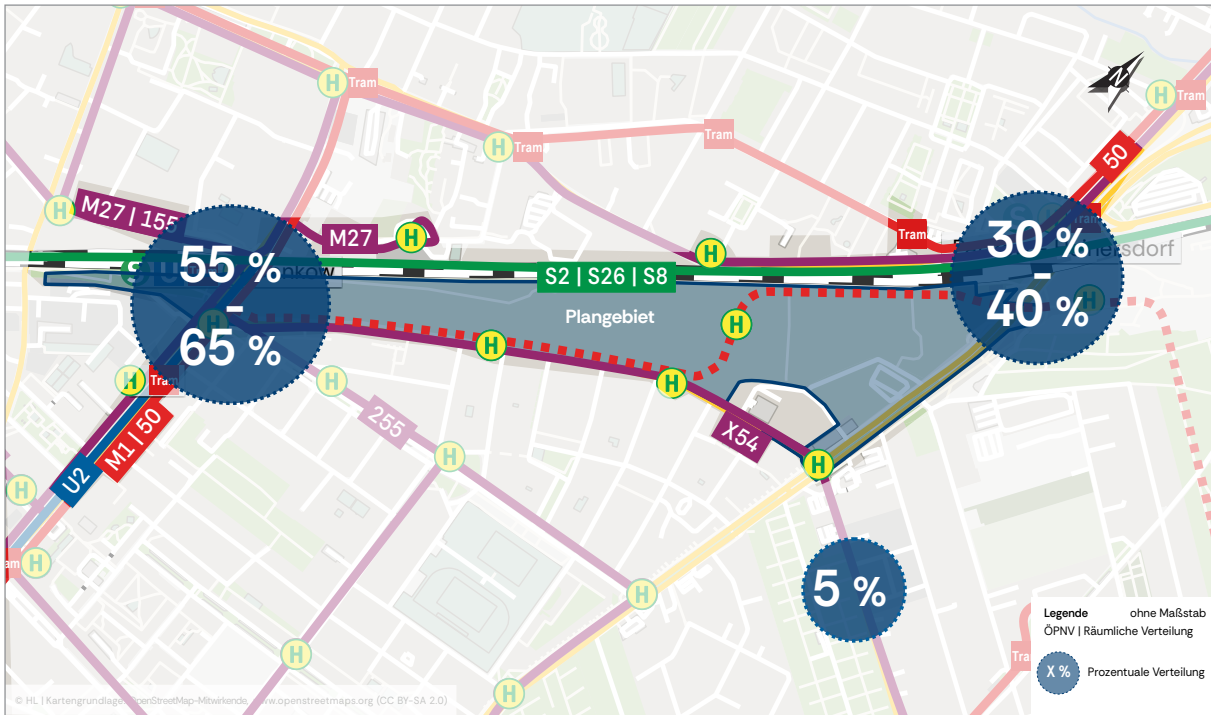 H
Tram
H
Tram
Tram
H
Tram
N
50
H
M27 | 155
M27
H
Tram
H
55 %
-
65 %
30 %
-
40 %
S2 | S26 | S8
Plangebiet
H
H
H
H
H
H
Tram
M1 | 50
U2
255
X54
H
H
H
H
H
5 %
H
H
H
Legende
ohne Maßstab
ÖPNV | Räumliche Verteilung
X %
Prozentuale Verteilung
© HL | Kartengrundlage: OpenStreetMap-Mitwirkende, www.openstreetmaps.org (CC BY-SA 2.0)